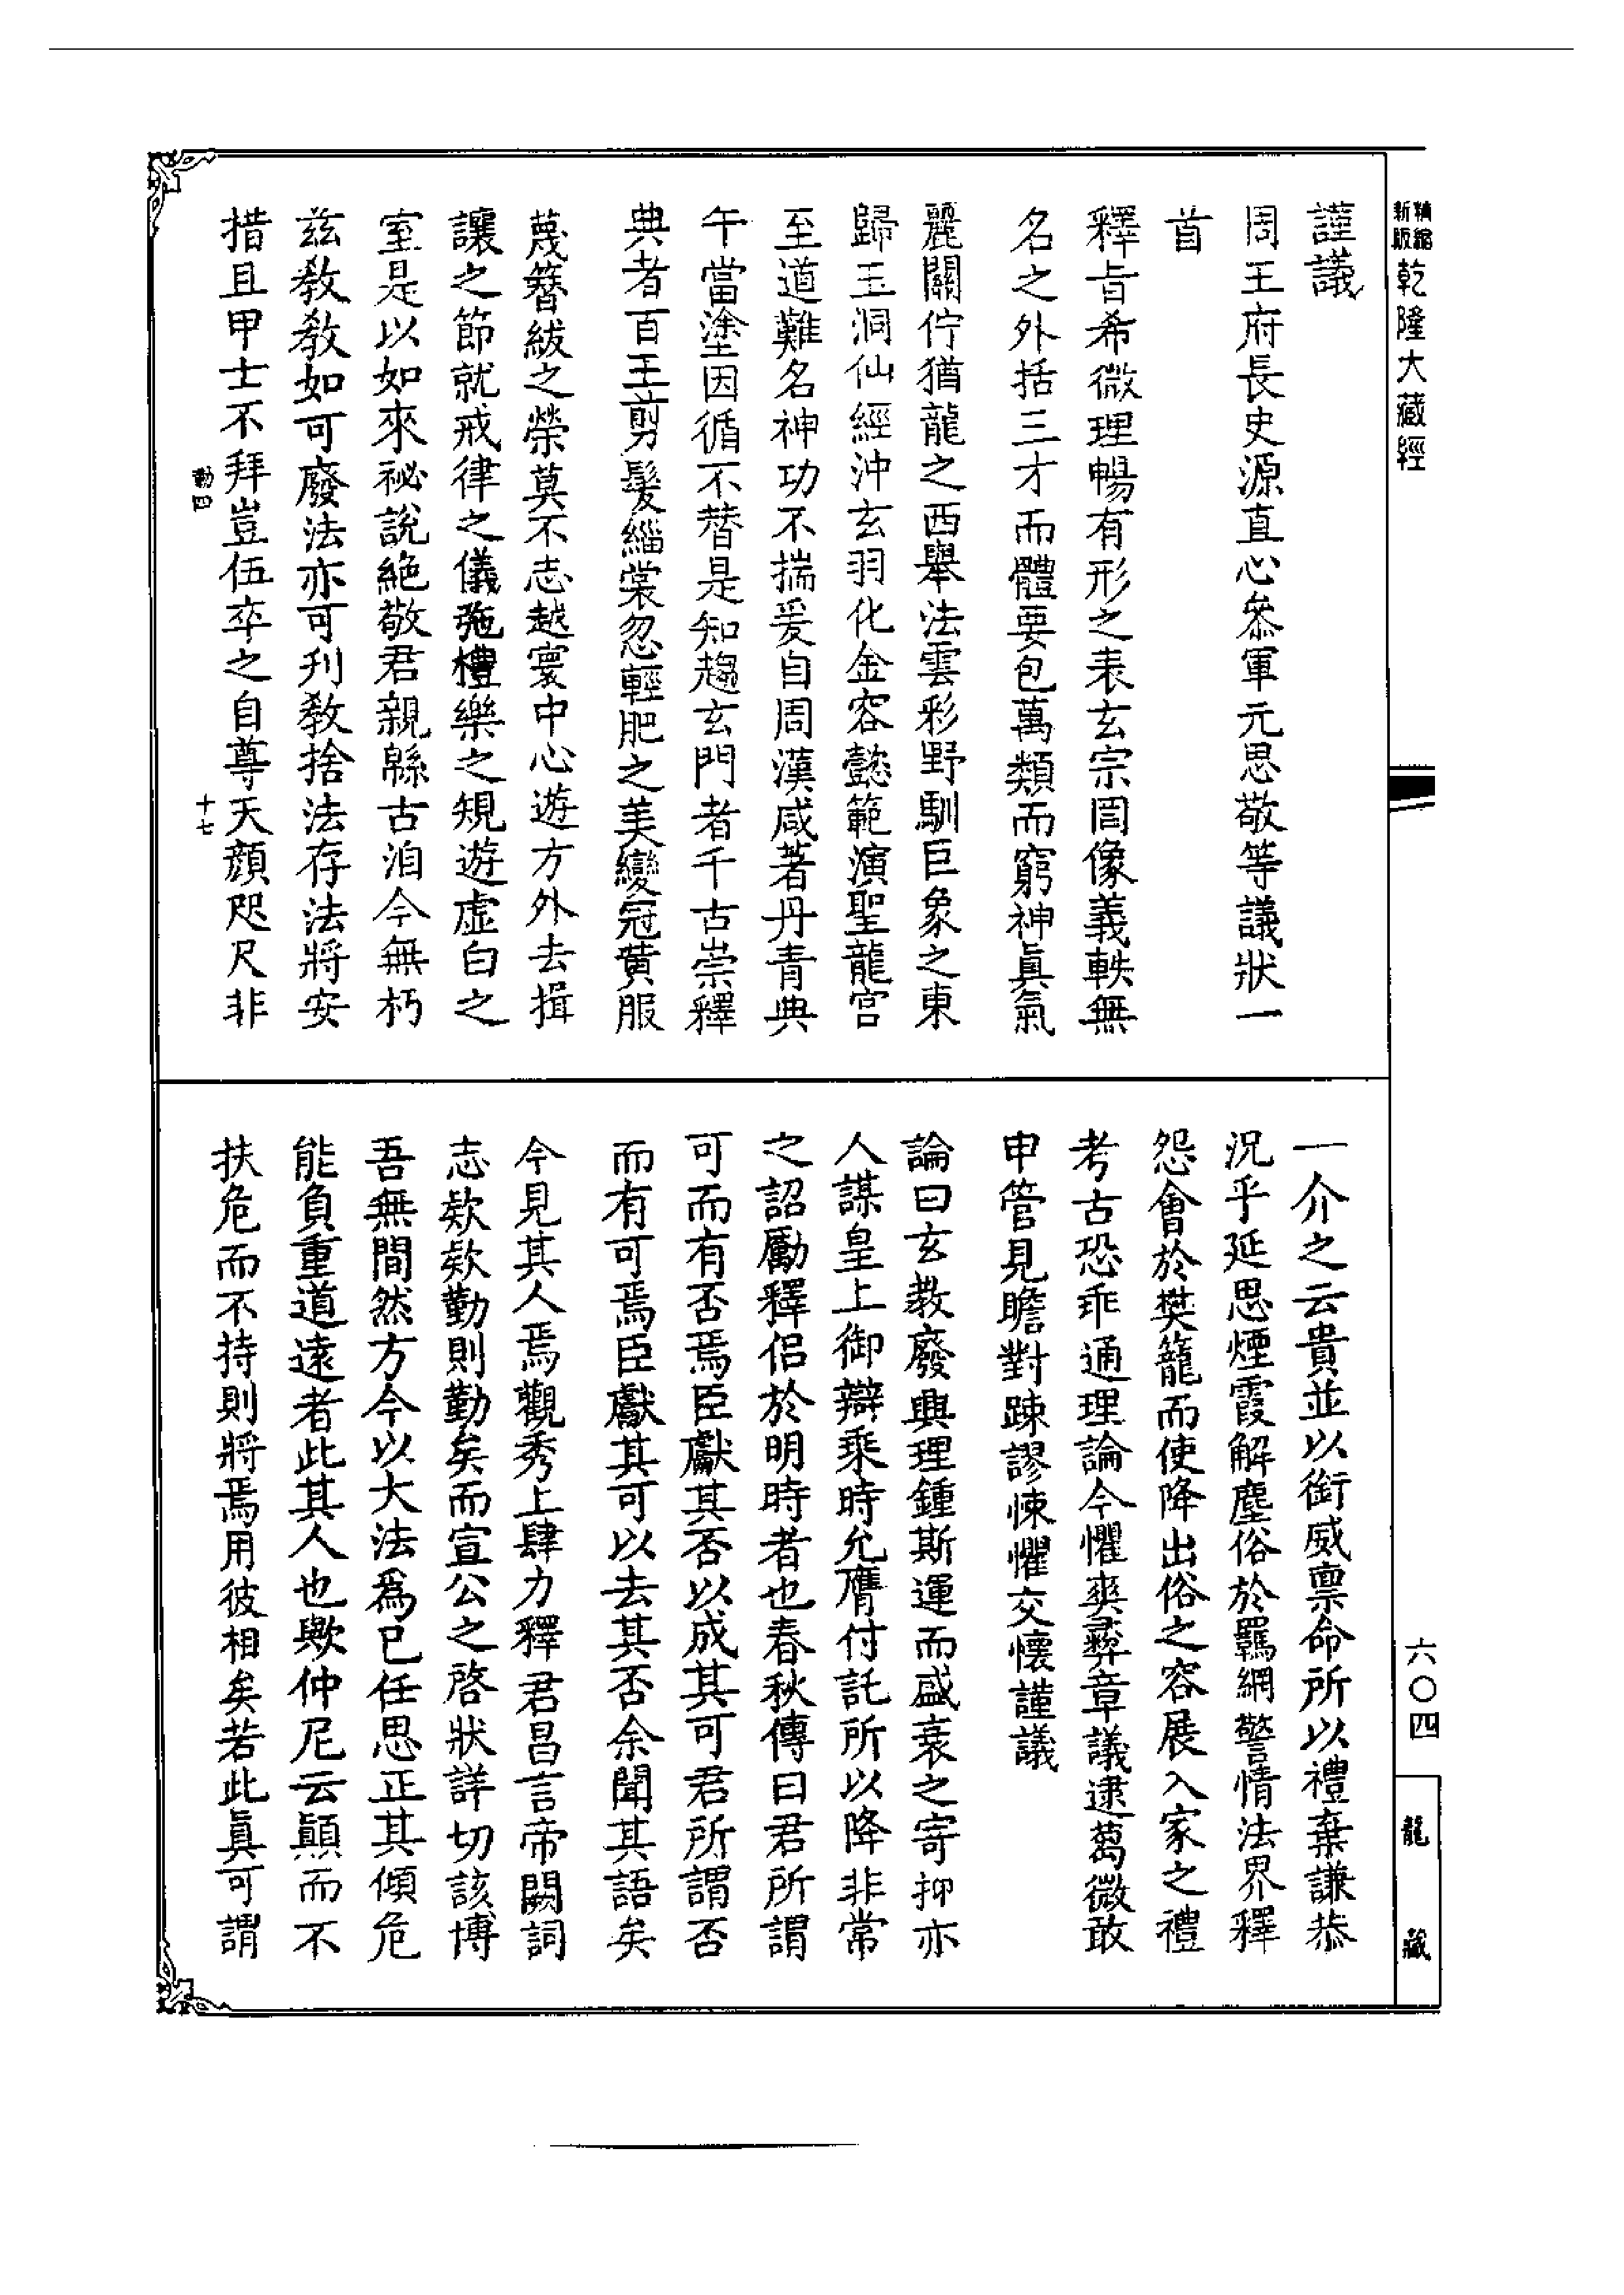 精縮新版乾隆大藏經
謹議
周王府長史源直心參軍元思敬等議狀一
首
釋旨希微理暢有形之表玄宗罔像義軼無
名之外括三才而體要包萬類而窮神眞氣
麗關佇猶龍之西舉法雲彩野馴巨象之東
歸玉洞仙經沖玄羽化金容懿範演聖龍宮
至道難名神功不揣爰自周漢咸著丹青典
午當塗因循不替是知趨玄門者千古崇釋
典者百王剪髮緇裳忽輕肥之美變冠黃服
蔑簪紱之榮莫不志越寰中心遊方外去揖
讓之節就戒律之儀拖禮樂之規遊虛白之
室是以如來祕說絶敬君親緜古洎今無朽
茲敎敎如可廢法亦可刋敎捨法存法將安
措且甲士不拜豈伍卒之自尊天顏咫尺非
動四
十七
一介之云貴並以銜威禀命所以禮棄謙恭
況乎延思煙霞解塵俗於羈網警情法界釋
怨會於樊籠而使降出俗之容展入家之禮
考古恐乖通理論今懼爽彛章議逮蒭微敢
申管見瞻對踈謬悚懼交懷謹議
論曰玄教廢興理鍾斯運而盛衰之寄抑亦
人謀皇上御辯乘時允膺付託所以降非常
之詔勵釋侶於明時者也春秋傳曰君所謂
可而有否焉臣獻其否以成其可君所謂否
而有可焉臣獻其可以去其否余聞其語矣
今見其人焉觀秀上肆力釋君昌言帝闕詞
志欵欵勤則勤矣而宣公之啓狀詳切該博
吾無間然方今以大法爲已任思正其傾危
能負重道遠者此其人也歟仲尼云顚而不
扶危而不持則將焉用彼相矣若此眞可謂
六〇四
龍藏